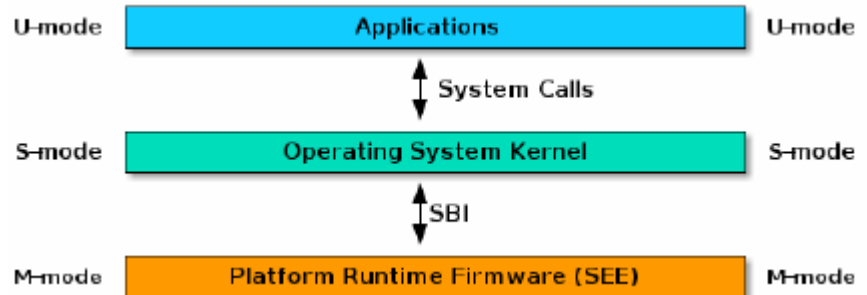 U-mode Applications U-mode
System Calls
S-mode Operating System Kernel S-mode
SBI
M-mode Platform Runtime Firmware (SEE) M-mode